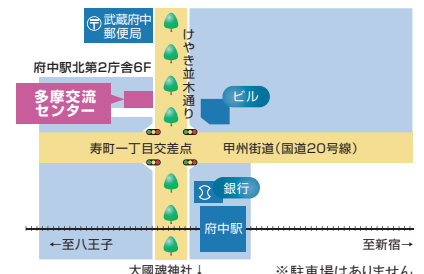 〒武蔵府中
郵便局
けやき並木通り
府中駅北第2庁舎6F
多摩交流
センター
ビル
寿町一丁目交差点
甲州街道(国道20号線)
銀行
府中駅
←至八王子
至新宿→
大國魂神社↓
※駐車場はありません